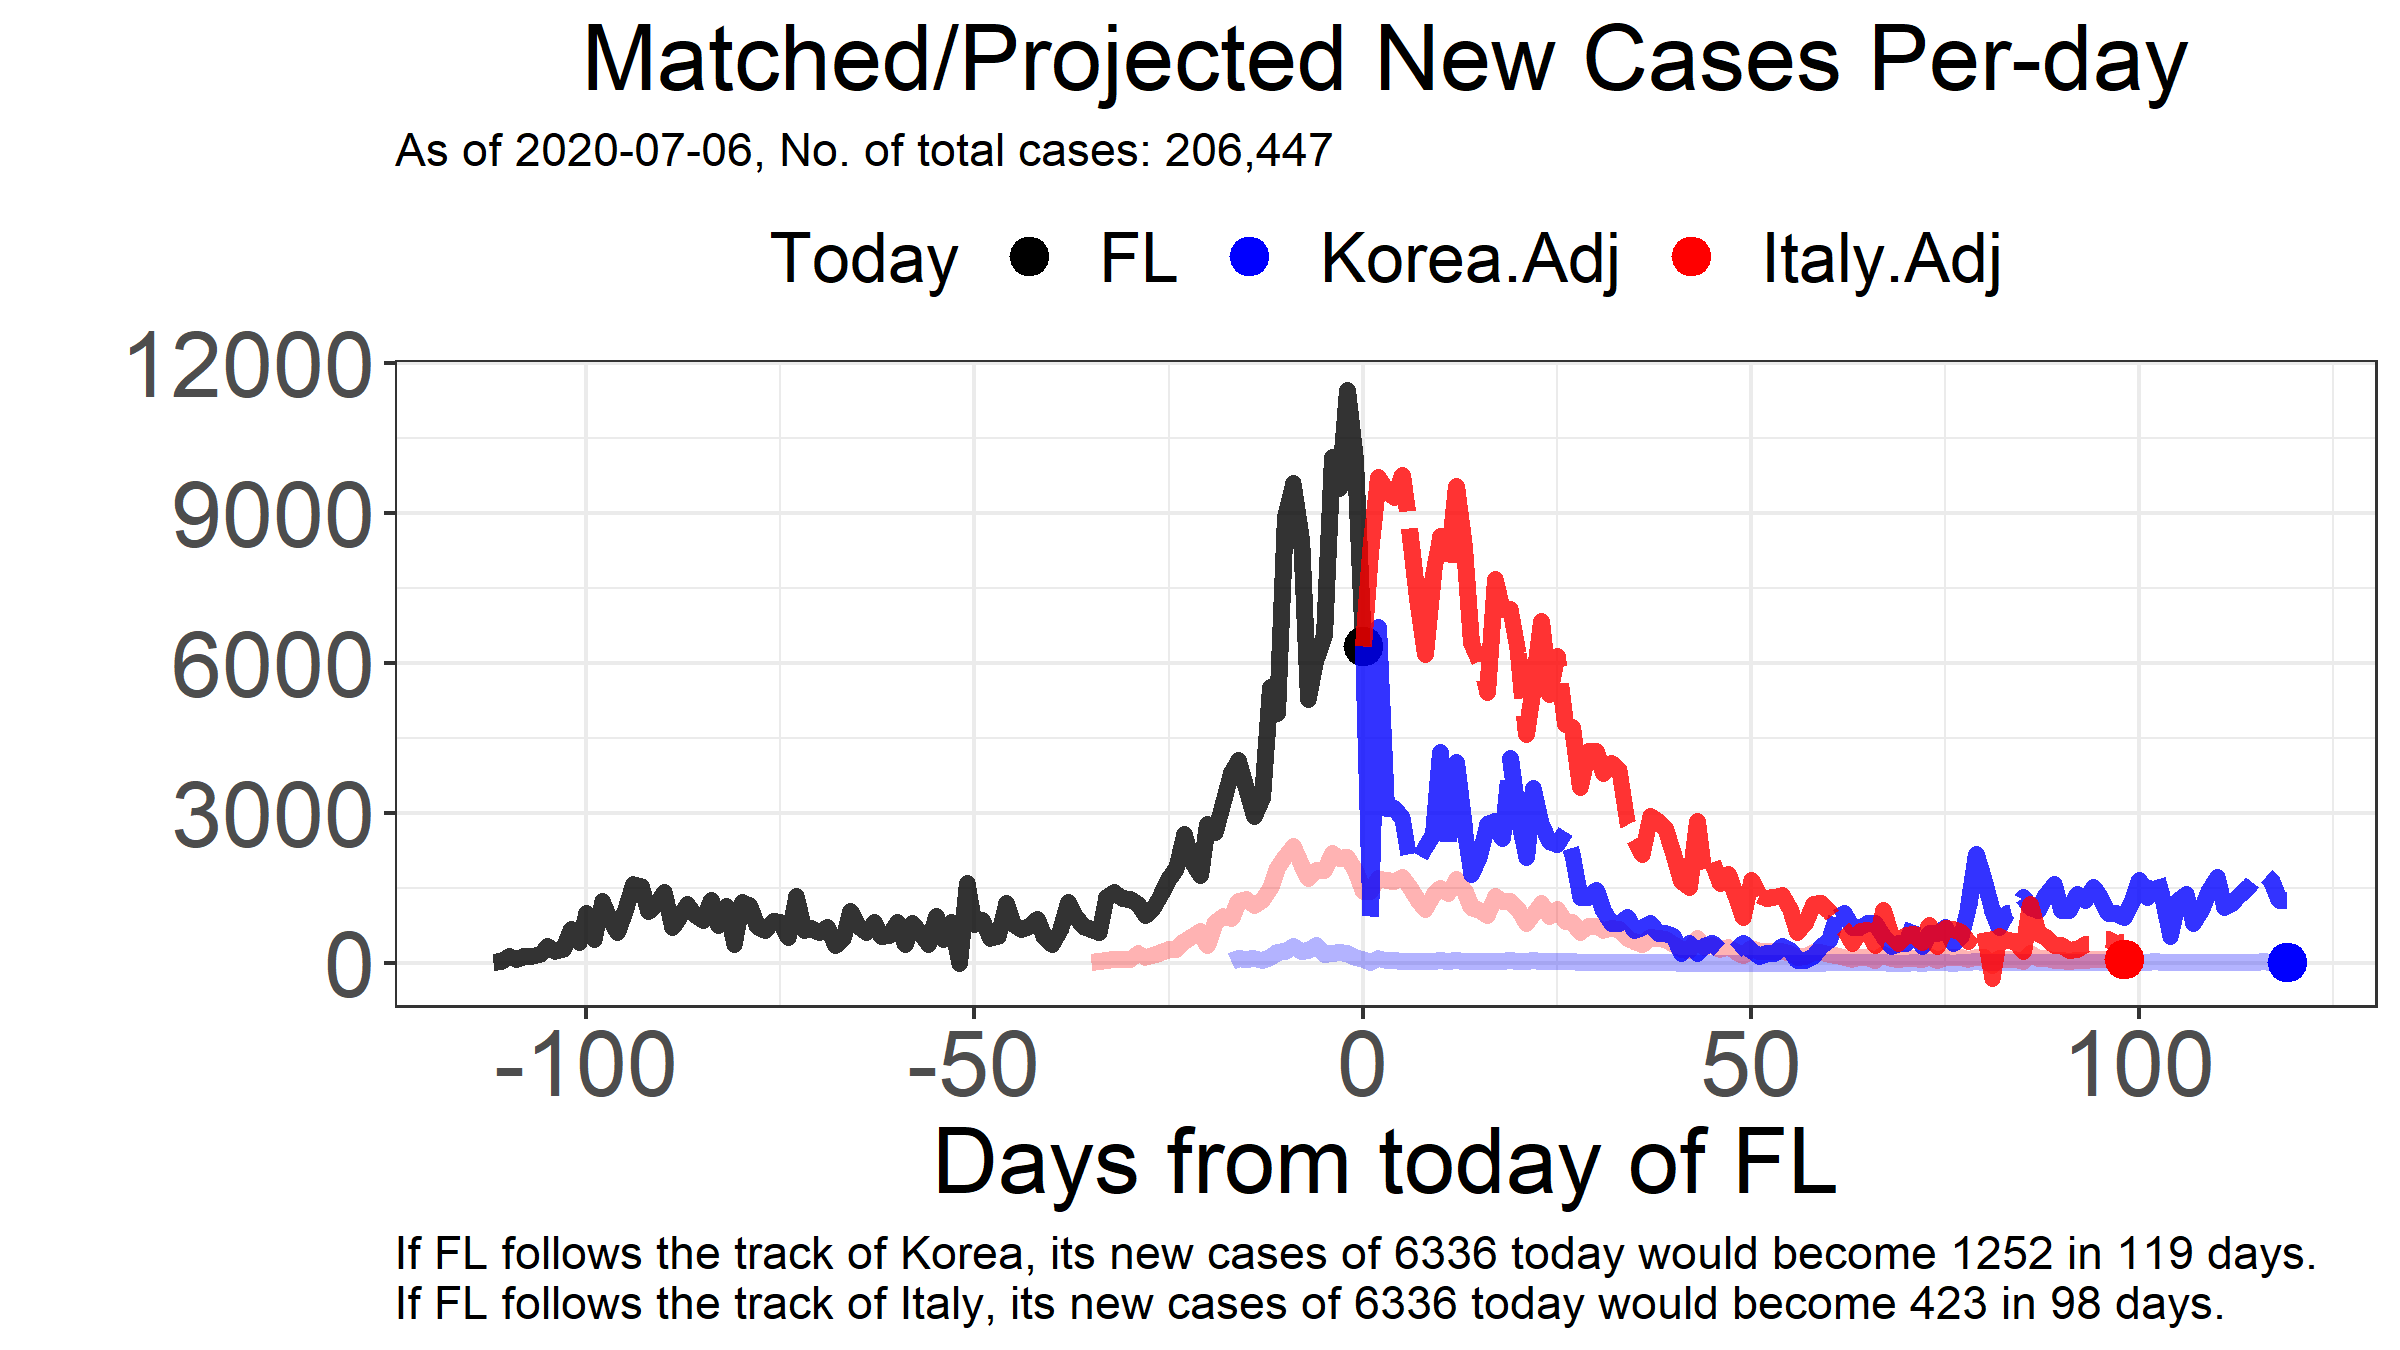 Matched/Projected New Cases Per-day
As of 2020-07-06, No. of total cases: 206,447
Today FL Korea.Adj Italy.Adj
12000
9000
6000
3000
0
-100 -50 0 50 100
Days from today of FL
If FL follows the track of Korea, its new cases of 6336 today would become 1252 in 119 days.
If FL follows the track of Italy, its new cases of 6336 today would become 423 in 98 days.